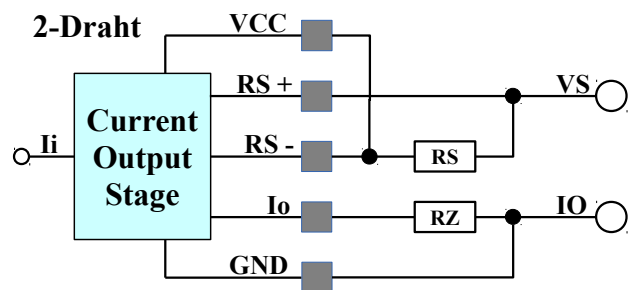 2-Draht
VCC
RS +
VS
Ii
Current
Output
Stage
RS -
RS
Io
RZ
IO
GND